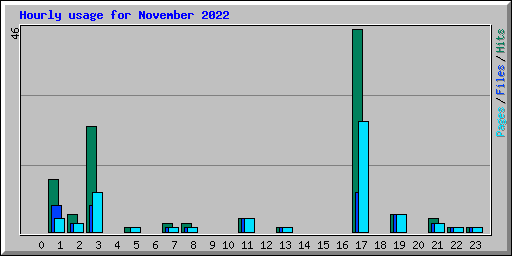 Hourly usage for November 2022
46
Pages/Files/Hits
0 1 2 3 4 5 6 7 8 9 10 11 12 13 14 15 16 17 18 19 20 21 22 23